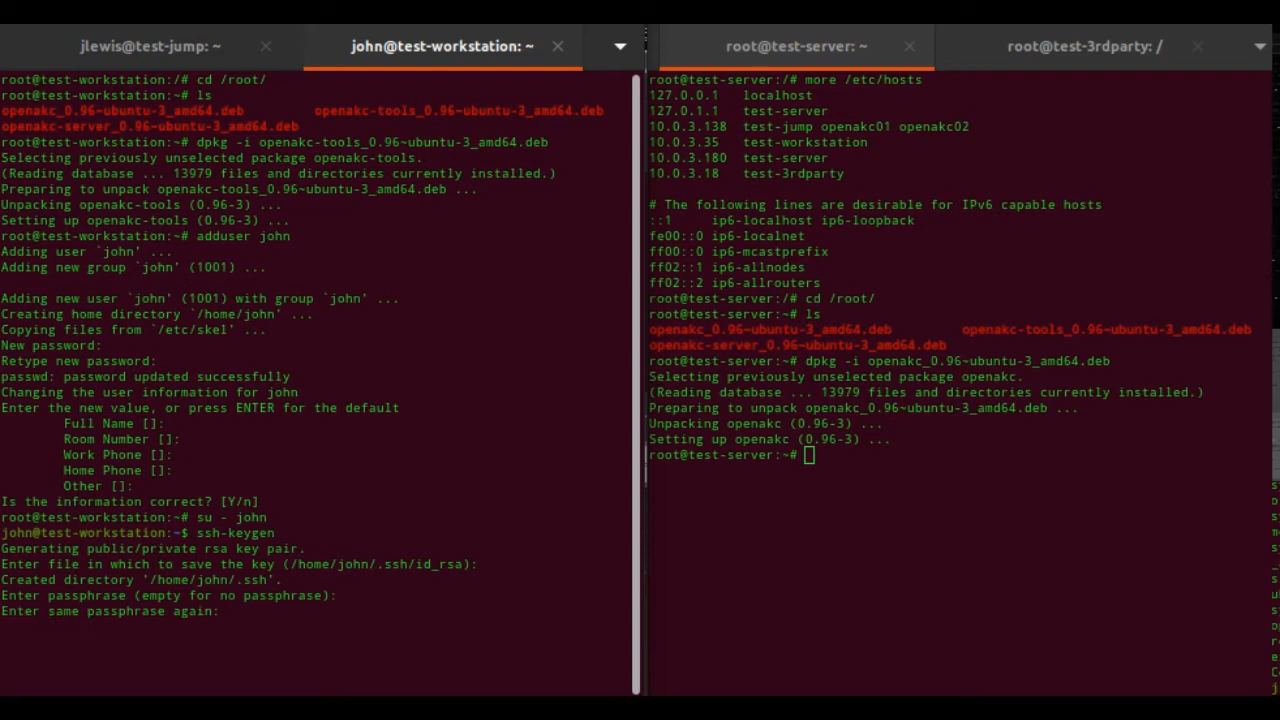 jlewis@test-jump: ~
john@test-workstation: ~
root@test-workstation:/# cd /root/
root@test-workstation:~# ls
openakc_0.96~ubuntu-3_amd64.deb openakc-tools_0.96~ubuntu-3_amd64.deb
openakc-server_0.96~ubuntu-3_amd64.deb
root@test-workstation:~# dpkg -i openakc-tools_0.96~ubuntu-3_amd64.deb
Selecting previously unselected package openakc-tools.
(Reading database ... 13979 files and directories currently installed.)
Preparing to unpack openakc-tools_0.96~ubuntu-3_amd64.deb ...
Unpacking openakc-tools (0.96-3) ...
Setting up openakc-tools (0.96-3) ...
root@test-workstation:~# adduser john
Adding user `john' ...
Adding new group `john' (1001) ...
Adding new user `john' (1001) with group `john' ...
Creating home directory `/home/john' ...
Copying files from `/etc/skel' ...
New password:
Retype new password:
passwd: password updated successfully
Changing the user information for john
Enter the new value, or press ENTER for the default
Full Name []:
Room Number []:
Work Phone []:
Home Phone []:
Other []:
Is the information correct? [Y/n]
root@test-workstation:~# su - john
john@test-workstation:~$ ssh-keygen
Generating public/private rsa key pair.
Enter file in which to save the key (/home/john/.ssh/id_rsa):
Created directory '/home/john/.ssh'.
Enter passphrase (empty for no passphrase):
Enter same passphrase again:
root@test-server: ~
root@test-3rdparty: /
root@test-server:/# more /etc/hosts
127.0.0.1 localhost
127.0.1.1 test-server
10.0.3.138 test-jump openakc01 openakc02
10.0.3.35 test-workstation
10.0.3.180 test-server
10.0.3.18 test-3rdparty
# The following lines are desirable for IPv6 capable hosts
::1 ip6-localhost ip6-loopback
fe00::0 ip6-localnet
ff00::0 ip6-mcastprefix
ff02::1 ip6-allnodes
ff02::2 ip6-allrouters
root@test-server:/# cd /root/
root@test-server:~# ls
openakc_0.96~ubuntu-3_amd64.deb openakc-tools_0.96~ubuntu-3_amd64.deb
openakc-server_0.96~ubuntu-3_amd64.deb
root@test-server:~# dpkg -i openakc_0.96~ubuntu-3_amd64.deb
Selecting previously unselected package openakc.
(Reading database ... 13979 files and directories currently installed.)
Preparing to unpack openakc_0.96~ubuntu-3_amd64.deb ...
Unpacking openakc (0.96-3) ...
Setting up openakc (0.96-3) ...
root@test-server:~#